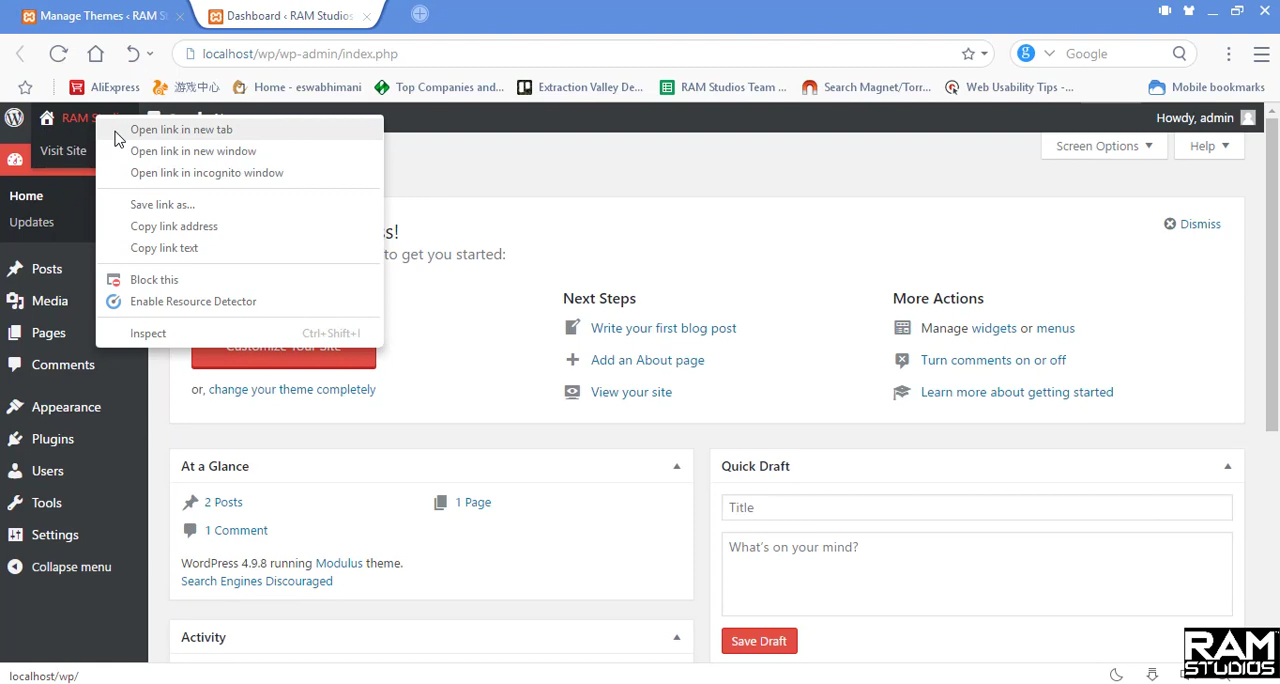 Manage Themes ‹ RAM S
Dashboard ‹ RAM Studios
localhost/wp/wp-admin/index.php
Google
AliExpress
游戏中心
Home - eswabhimani
Top Companies and...
Extraction Valley De...
RAM Studios Team ...
Search Magnet/Torr...
Web Usability Tips -...
Mobile bookmarks
RAM Studios
Howdy, admin
Visit Site
Open link in new tab
Open link in new window
Open link in incognito window
Save link as...
Copy link address
Copy link text
Block this
Enable Resource Detector
Inspect Ctrl+Shift+I
Screen Options
Help
Home
Updates
Posts
Media
Pages
Comments
Appearance
Plugins
Users
Tools
Settings
Collapse menu
s!
to get you started:
Dismiss
Customize Your Site
or, change your theme completely
Next Steps
Write your first blog post
Add an About page
View your site
More Actions
Manage widgets or menus
Turn comments on or off
Learn more about getting started
At a Glance
2 Posts
1 Page
1 Comment
WordPress 4.9.8 running Modulus theme.
Search Engines Discouraged
Activity
Quick Draft
Title
What's on your mind?
Save Draft
localhost/wp/
RAM
STUDIOS